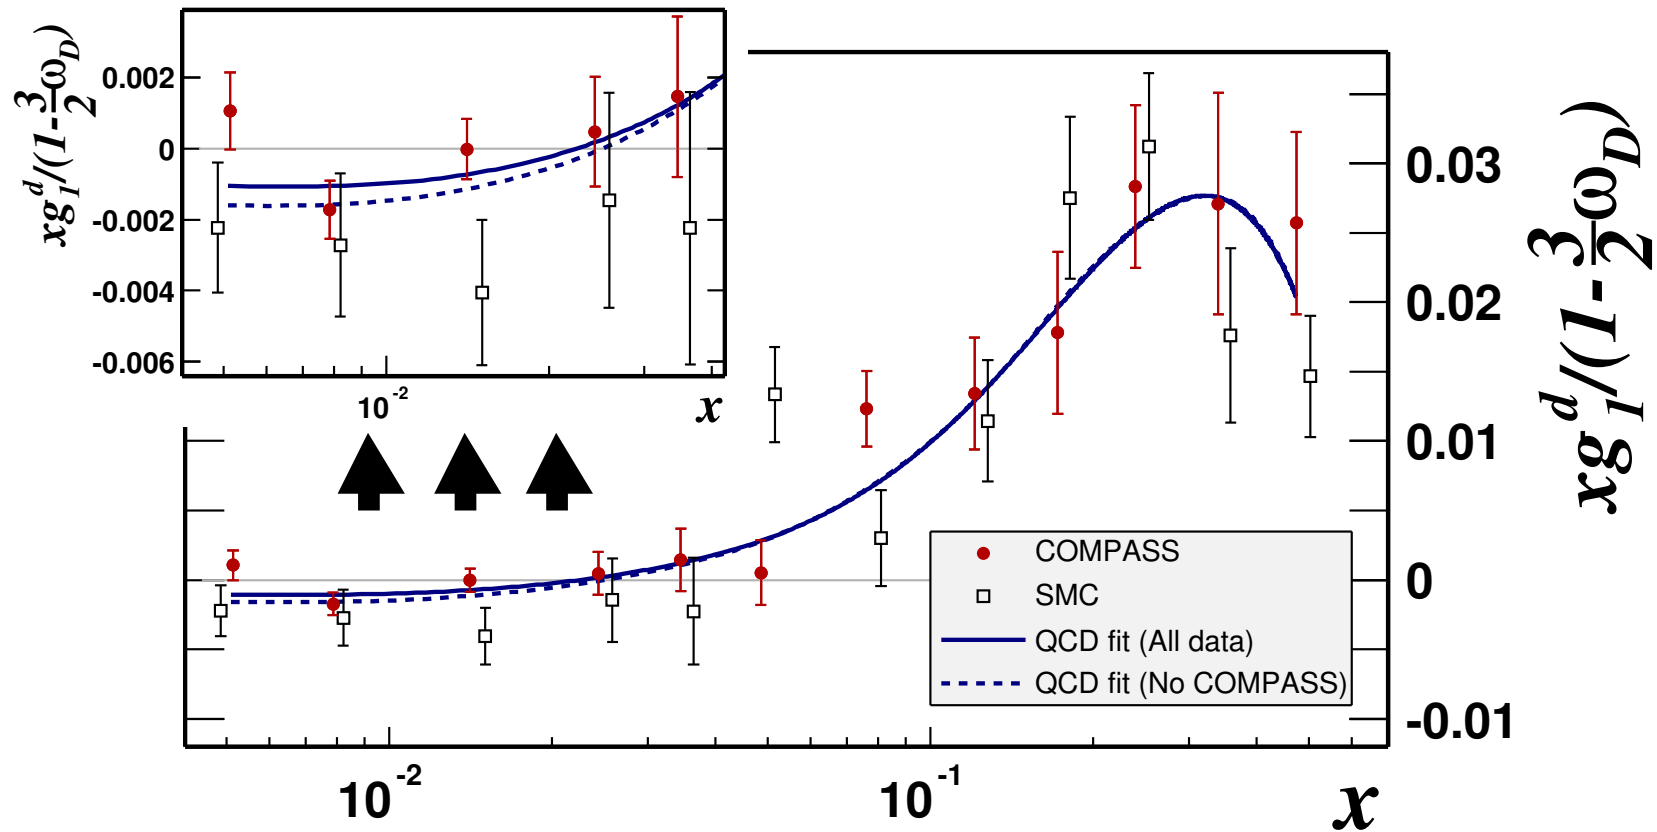 xg₁ᵈ/(1-3/2ω_D)
0.002
0
-0.002
-0.004
-0.006
10⁻²
x
xg₁ᵈ/(1-3/2ω_D)
0.03
0.02
0.01
0
-0.01
COMPASS
SMC
QCD fit (All data)
QCD fit (No COMPASS)
10⁻²
10⁻¹
x